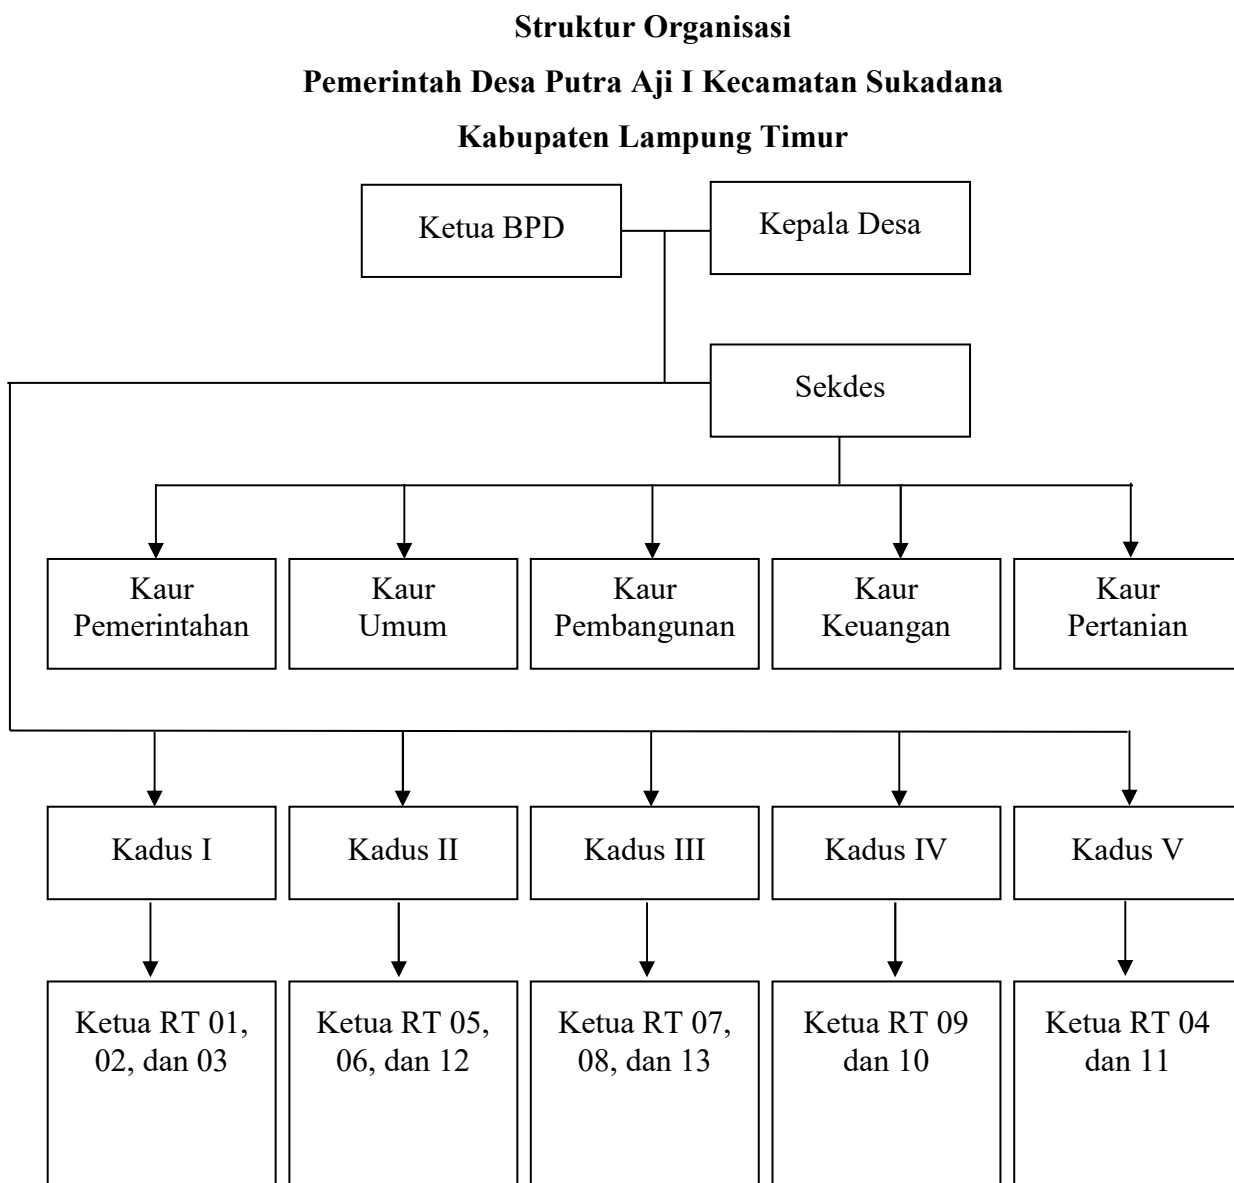 Struktur Organisasi
Pemerintah Desa Putra Aji I Kecamatan Sukadana
Kabupaten Lampung Timur
Ketua BPD
Kepala Desa
Sekdes
Kaur
Pemerintahan
Kaur
Umum
Kaur
Pembangunan
Kaur
Keuangan
Kaur
Pertanian
Kadus I
Kadus II
Kadus III
Kadus IV
Kadus V
Ketua RT 01,
02, dan 03
Ketua RT 05,
06, dan 12
Ketua RT 07,
08, dan 13
Ketua RT 09
dan 10
Ketua RT 04
dan 11